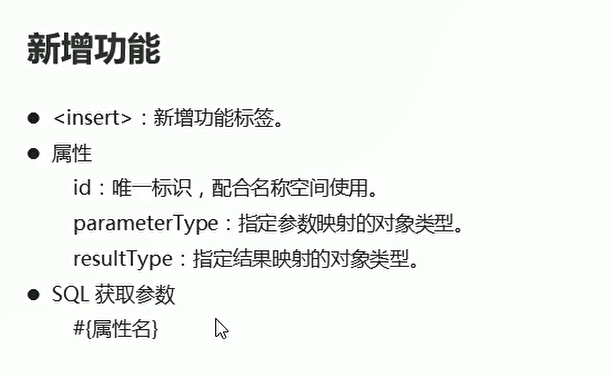 新增功能
● <insert>：新增功能标签。
● 属性
id：唯一标识，配合名称空间使用。
parameterType：指定参数映射的对象类型。
resultType：指定结果映射的对象类型。
● SQL 获取参数
#{属性名}